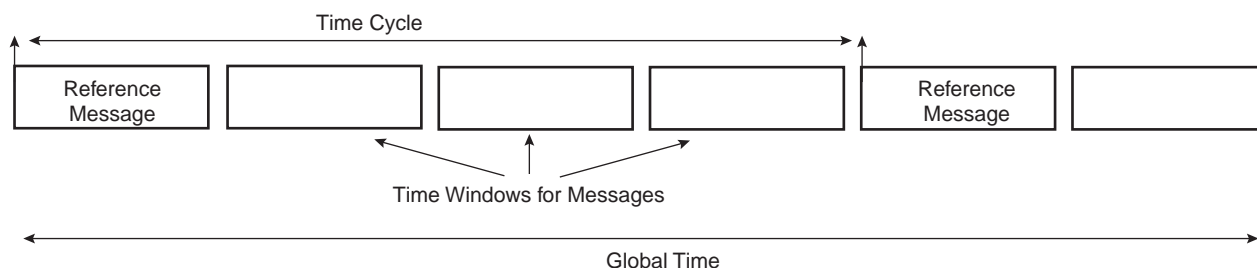 Time Cycle
Reference
Message
Reference
Message
Time Windows for Messages
Global Time